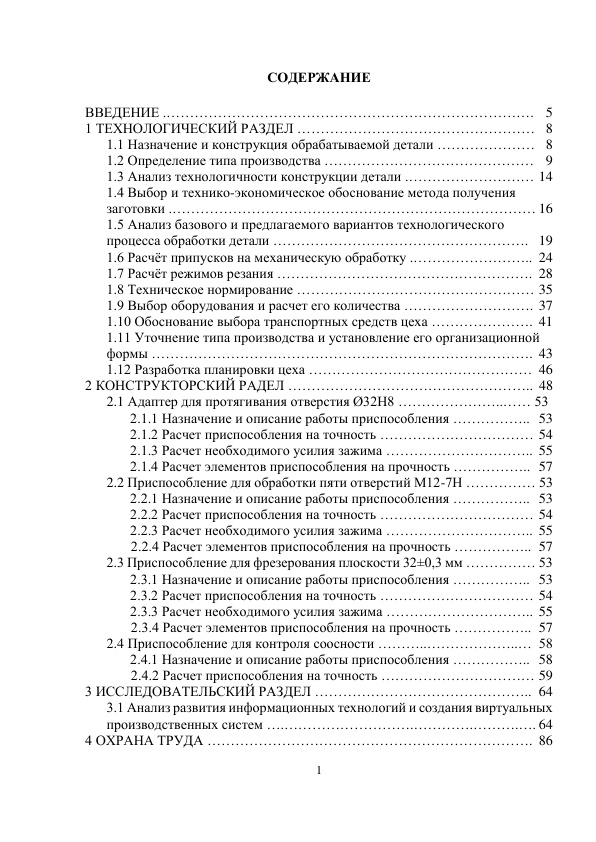 СОДЕРЖАНИЕ
ВВЕДЕНИЕ ……………………………………………………………………… 5
1 ТЕХНОЛОГИЧЕСКИЙ РАЗДЕЛ …………………………………………… 8
1.1 Назначение и конструкция обрабатываемой детали ………………… 8
1.2 Определение типа производства ……………………………………… 9
1.3 Анализ технологичности конструкции детали ……………………… 14
1.4 Выбор и технико-экономическое обоснование метода получения
заготовки …………………………………………………………………… 16
1.5 Анализ базового и предлагаемого вариантов технологического
процесса обработки детали ………………………………………………. 19
1.6 Расчёт припусков на механическую обработку …………………….. 24
1.7 Расчёт режимов резания ………………………………………………. 28
1.8 Техническое нормирование …………………………………………… 35
1.9 Выбор оборудования и расчет его количества ………………………. 37
1.10 Обоснование выбора транспортных средств цеха …………………. 41
1.11 Уточнение типа производства и установление его организационной
формы ………………………………………………………………………. 43
1.12 Разработка планировки цеха ………………………………………… 46
2 КОНСТРУКТОРСКИЙ РАДЕЛ …………………………………………….. 48
2.1 Адаптер для протягивания отверстия Ø32Н8 …………………..…… 53
2.1.1 Назначение и описание работы приспособления …………….. 53
2.1.2 Расчет приспособления на точность …………………………… 54
2.1.3 Расчет необходимого усилия зажима ………………………….. 55
2.1.4 Расчет элементов приспособления на прочность …………….. 57
2.2 Приспособление для обработки пяти отверстий М12-7Н …………… 53
2.2.1 Назначение и описание работы приспособления …………….. 53
2.2.2 Расчет приспособления на точность …………………………… 54
2.2.3 Расчет необходимого усилия зажима ………………………….. 55
2.2.4 Расчет элементов приспособления на прочность …………….. 57
2.3 Приспособление для фрезерования плоскости 32±0,3 мм …………… 53
2.3.1 Назначение и описание работы приспособления …………….. 53
2.3.2 Расчет приспособления на точность …………………………… 54
2.3.3 Расчет необходимого усилия зажима ………………………….. 55
2.3.4 Расчет элементов приспособления на прочность …………….. 57
2.4 Приспособление для контроля соосности ………..………………..… 58
2.4.1 Назначение и описание работы приспособления …………….. 58
2.4.2 Расчет приспособления на точность …………………………… 59
3 ИССЛЕДОВАТЕЛЬСКИЙ РАЗДЕЛ ……………………………………….. 64
3.1 Анализ развития информационных технологий и создания виртуальных
производственных систем ………………………………………………… 64
4 ОХРАНА ТРУДА ……………………………………………………………. 86
1